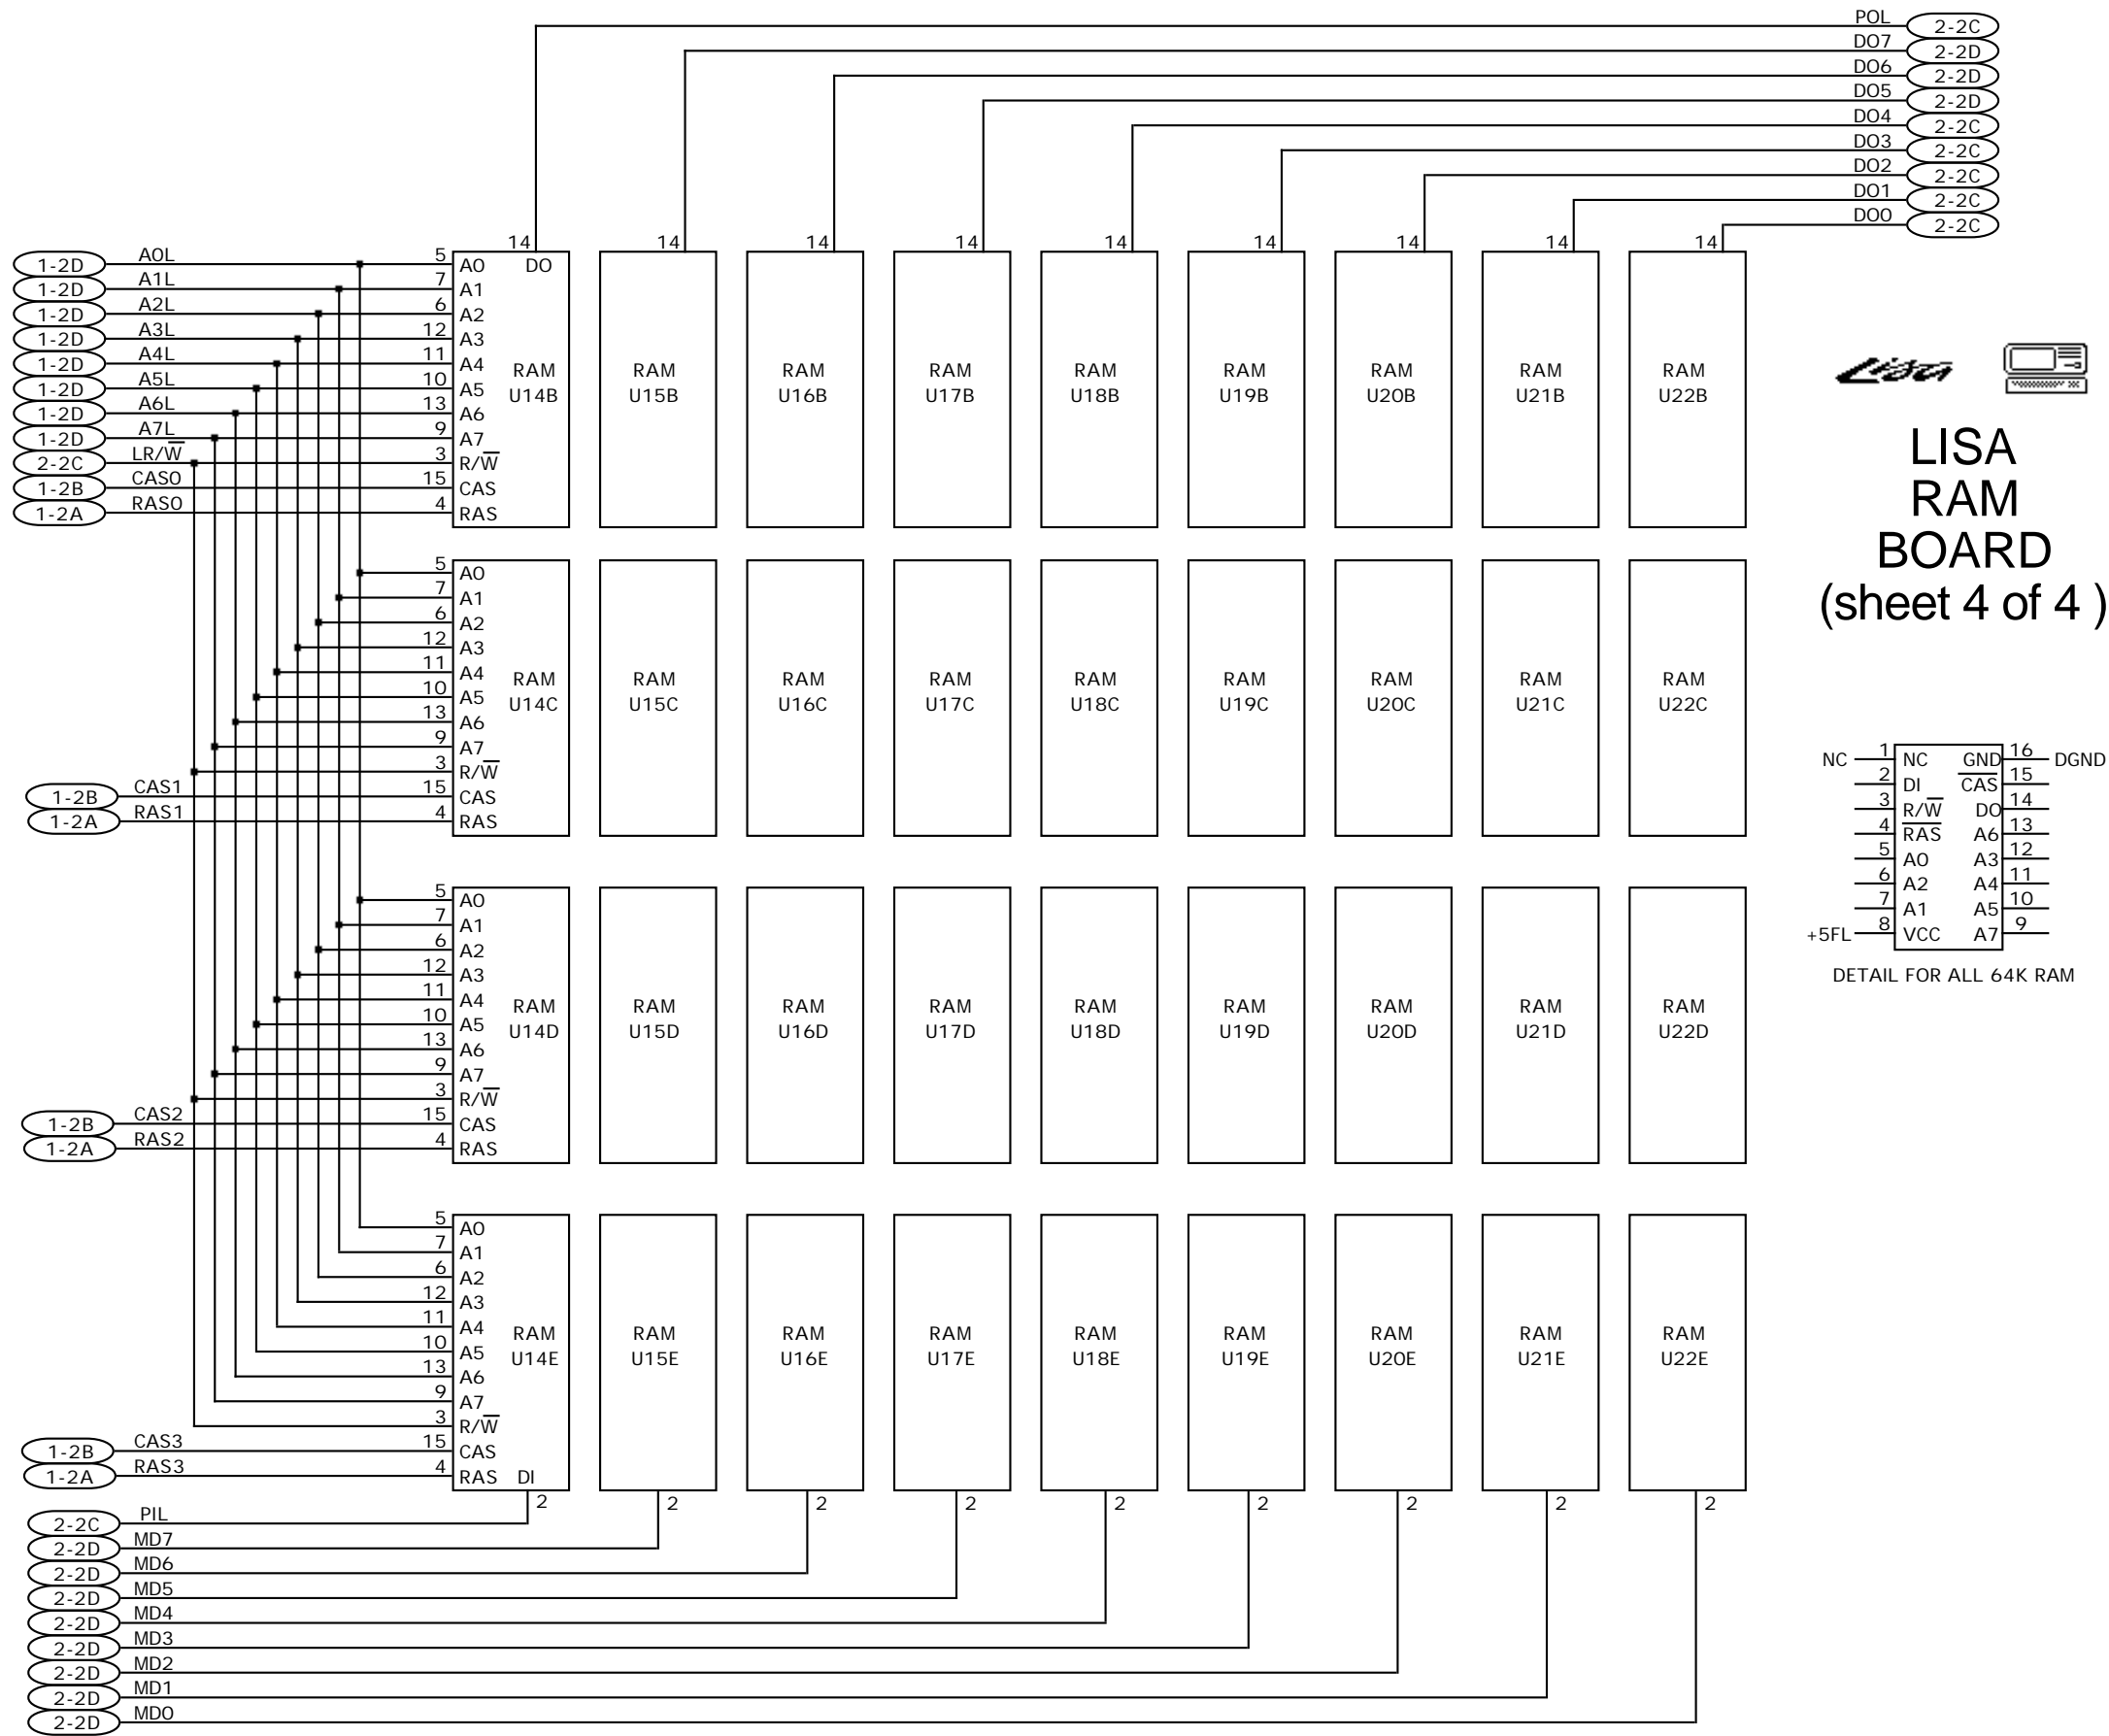 POL 2-2C
DO7 2-2D
DO6 2-2D
DO5 2-2D
DO4 2-2C
DO3 2-2C
DO2 2-2C
DO1 2-2C
DO0 2-2C
14 14 14 14 14 14 14 14 14
1-2D A0L 5 A0 DO
1-2D A1L 7 A1
1-2D A2L 6 A2
1-2D A3L 12 A3
1-2D A4L 11 A4
1-2D A5L 10 A5
1-2D A6L 13 A6
1-2D A7L 9 A7
2-2C LR/W̅ 3 R/W̅
1-2B CAS0 15 CAS
1-2A RAS0 4 RAS
RAM RAM RAM RAM RAM RAM RAM RAM RAM
U14B U15B U16B U17B U18B U19B U20B U21B U22B
Lisa
LISA
RAM
BOARD
(sheet 4 of 4 )
5 A0
7 A1
6 A2
12 A3
11 A4
10 A5
13 A6
9 A7
3 R/W̅
1-2B CAS1 15 CAS
1-2A RAS1 4 RAS
RAM RAM RAM RAM RAM RAM RAM RAM RAM
U14C U15C U16C U17C U18C U19C U20C U21C U22C
NC 1 NC GND 16 DGND
2 DI C̅A̅S̅ 15
3 R/W̅ DO 14
4 R̅A̅S̅ A6 13
5 A0 A3 12
6 A2 A4 11
7 A1 A5 10
+5FL 8 VCC A7 9
DETAIL FOR ALL 64K RAM
5 A0
7 A1
6 A2
12 A3
11 A4
10 A5
13 A6
9 A7
3 R/W̅
1-2B CAS2 15 CAS
1-2A RAS2 4 RAS
RAM RAM RAM RAM RAM RAM RAM RAM RAM
U14D U15D U16D U17D U18D U19D U20D U21D U22D
5 A0
7 A1
6 A2
12 A3
11 A4
10 A5
13 A6
9 A7
3 R/W̅
1-2B CAS3 15 CAS
1-2A RAS3 4 RAS DI
RAM RAM RAM RAM RAM RAM RAM RAM RAM
U14E U15E U16E U17E U18E U19E U20E U21E U22E
2 2 2 2 2 2 2 2 2
2-2C PIL
2-2D MD7
2-2D MD6
2-2D MD5
2-2D MD4
2-2D MD3
2-2D MD2
2-2D MD1
2-2D MD0